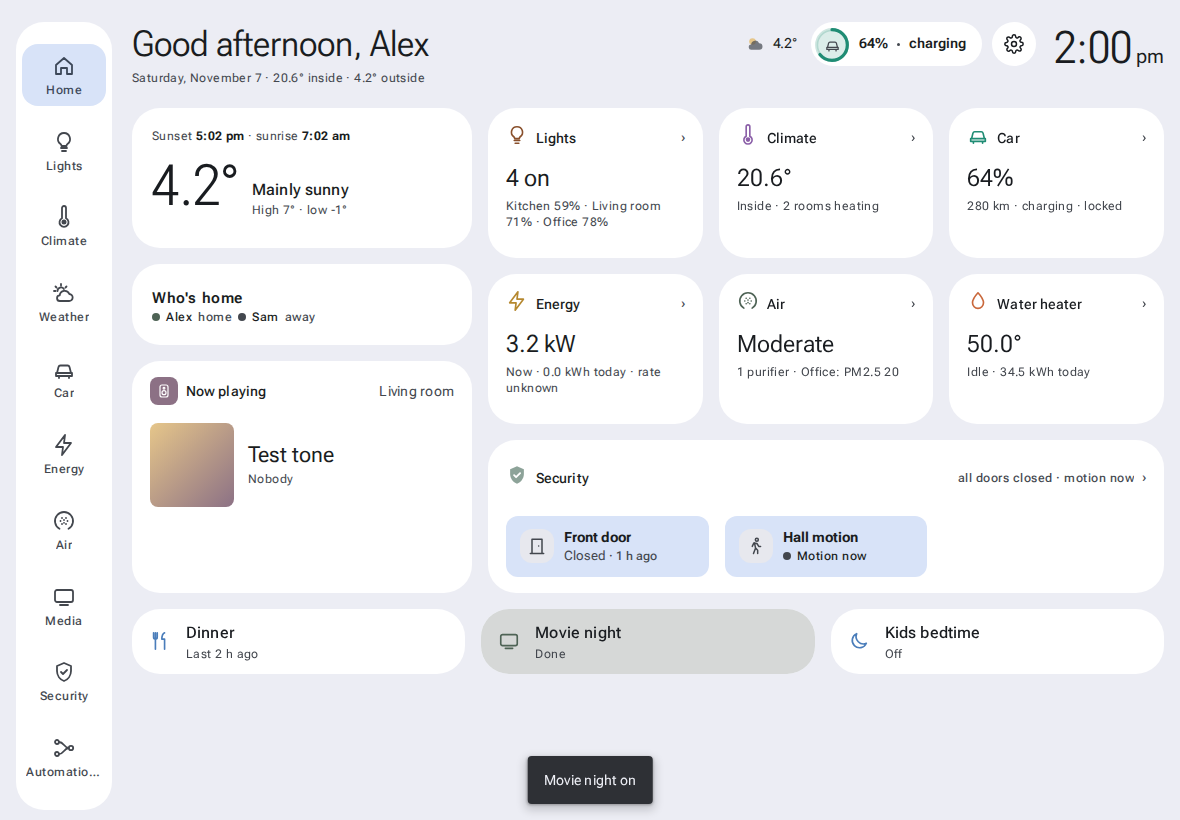 Good afternoon, Alex
Saturday, November 7 · 20.6° inside · 4.2° outside
4.2°
64% · charging
2:00 pm
Home
Lights
Climate
Weather
Car
Energy
Air
Media
Security
Automatio...
Sunset 5:02 pm · sunrise 7:02 am
4.2°
Mainly sunny
High 7° · low -1°
Who's home
Alex home Sam away
Now playing
Living room
Test tone
Nobody
Lights ›
4 on
Kitchen 59% · Living room
71% · Office 78%
Climate ›
20.6°
Inside · 2 rooms heating
Car ›
64%
280 km · charging · locked
Energy ›
3.2 kW
Now · 0.0 kWh today · rate
unknown
Air ›
Moderate
1 purifier · Office: PM2.5 20
Water heater ›
50.0°
Idle · 34.5 kWh today
Security
all doors closed · motion now ›
Front door
Closed · 1 h ago
Hall motion
Motion now
Dinner
Last 2 h ago
Movie night
Done
Kids bedtime
Off
Movie night on